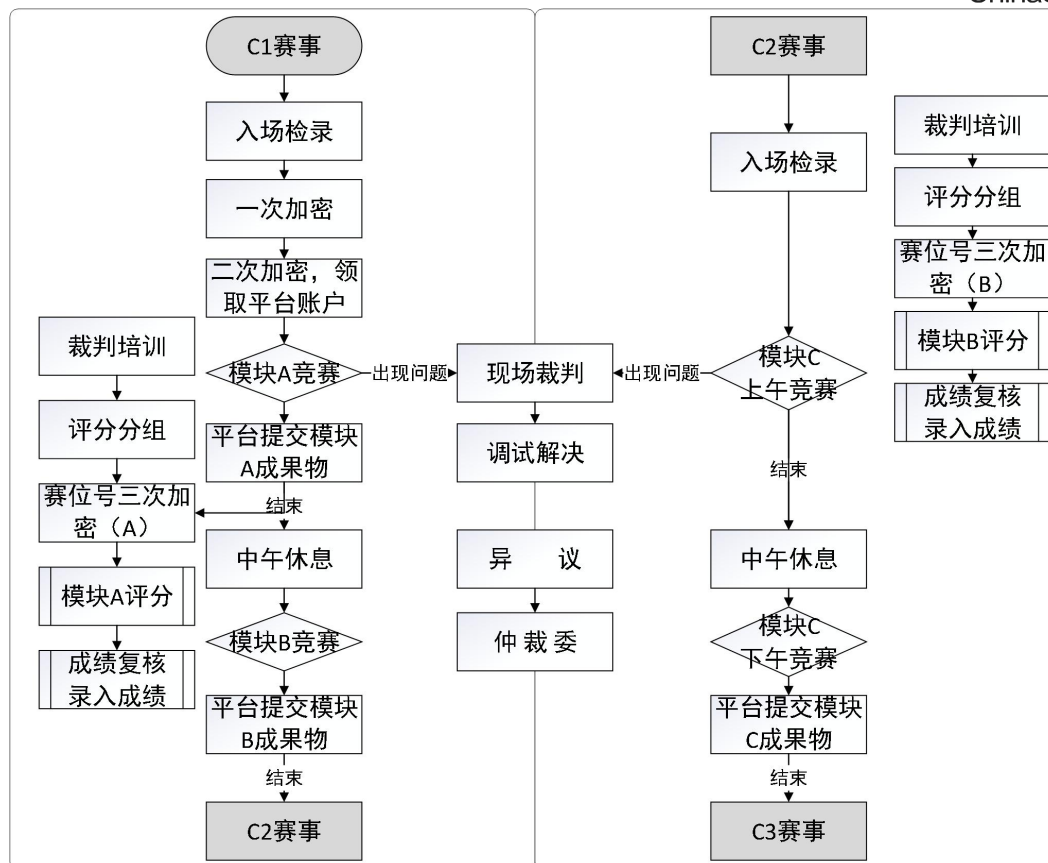 C1赛事
入场检录
一次加密
二次加密，领
取平台账户
模块A竞赛
出现问题
平台提交模块
A成果物
结束
中午休息
模块B竞赛
平台提交模块
B成果物
结束
C2赛事
裁判培训
评分分组
赛位号三次加
密（A）
模块A评分
成绩复核
录入成绩
现场裁判
调试解决
异 议
仲 裁 委
C2赛事
入场检录
模块C
上午竞赛
出现问题
结束
中午休息
模块C
下午竞赛
平台提交模块
C成果物
结束
C3赛事
裁判培训
评分分组
赛位号三次加
密（B）
模块B评分
成绩复核
录入成绩